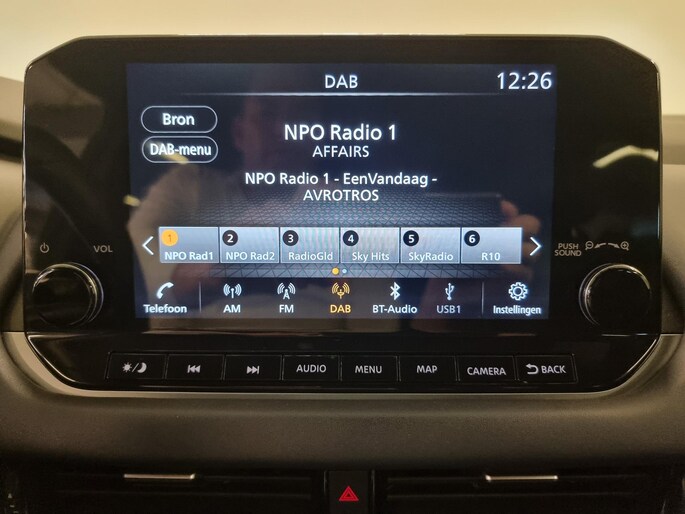 DAB
12:26
Bron
DAB-menu
NPO Radio 1
AFFAIRS
NPO Radio 1 - EenVandaag -
AVROTROS
1 2 3 4 5 6
NPO Rad1 NPO Rad2 RadioGld Sky Hits SkyRadio R10
VOL
PUSH
SOUND
Telefoon AM FM DAB BT-Audio USB1 Instellingen
AUDIO MENU MAP CAMERA BACK